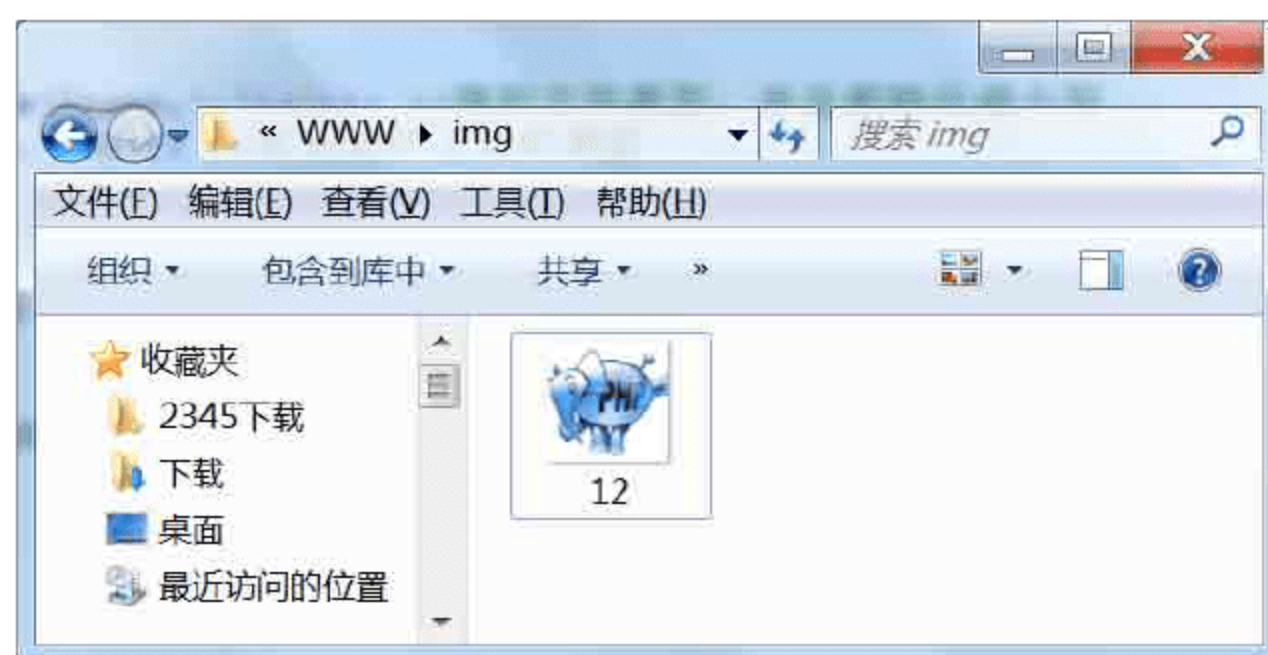 « WWW ▸ img
搜索 img
文件(F) 编辑(E) 查看(V) 工具(T) 帮助(H)
组织 包含到库中 共享 »
收藏夹
2345下载
下载
桌面
最近访问的位置
PH
12